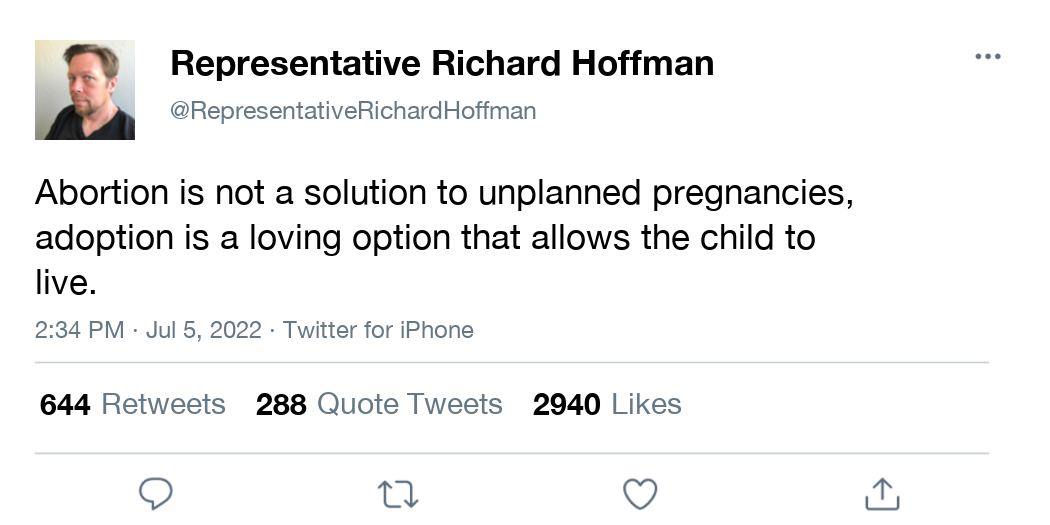 Representative Richard Hoffman
@RepresentativeRichardHoffman
Abortion is not a solution to unplanned pregnancies,
adoption is a loving option that allows the child to
live.
2:34 PM · Jul 5, 2022 · Twitter for iPhone
644 Retweets 288 Quote Tweets 2940 Likes